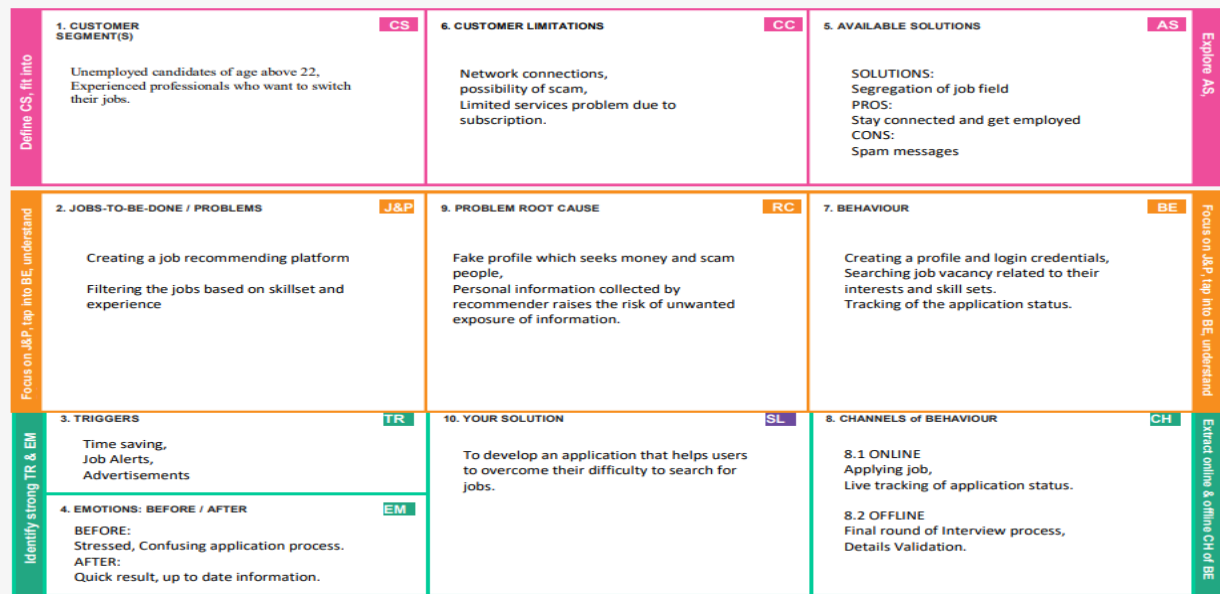 Define CS, fit into
1. CUSTOMER
SEGMENT(S)
CS
Unemployed candidates of age above 22,
Experienced professionals who want to switch
their jobs.
6. CUSTOMER LIMITATIONS
CC
Network connections,
possibility of scam,
Limited services problem due to
subscription.
5. AVAILABLE SOLUTIONS
AS
SOLUTIONS:
Segregation of job field
PROS:
Stay connected and get employed
CONS:
Spam messages
Explore AS,
Focus on J&P, tap into BE, understand
2. JOBS-TO-BE-DONE / PROBLEMS
J&P
Creating a job recommending platform
Filtering the jobs based on skillset and
experience
9. PROBLEM ROOT CAUSE
RC
Fake profile which seeks money and scam
people,
Personal information collected by
recommender raises the risk of unwanted
exposure of information.
7. BEHAVIOUR
BE
Creating a profile and login credentials,
Searching job vacancy related to their
interests and skill sets.
Tracking of the application status.
Focus on J&P, tap into BE, understand
Identify strong TR & EM
3. TRIGGERS
TR
Time saving,
Job Alerts,
Advertisements
4. EMOTIONS: BEFORE / AFTER
EM
BEFORE:
Stressed, Confusing application process.
AFTER:
Quick result, up to date information.
10. YOUR SOLUTION
SL
To develop an application that helps users
to overcome their difficulty to search for
jobs.
8. CHANNELS of BEHAVIOUR
CH
8.1 ONLINE
Applying job,
Live tracking of application status.
8.2 OFFLINE
Final round of Interview process,
Details Validation.
Extract online & offline CH of BE